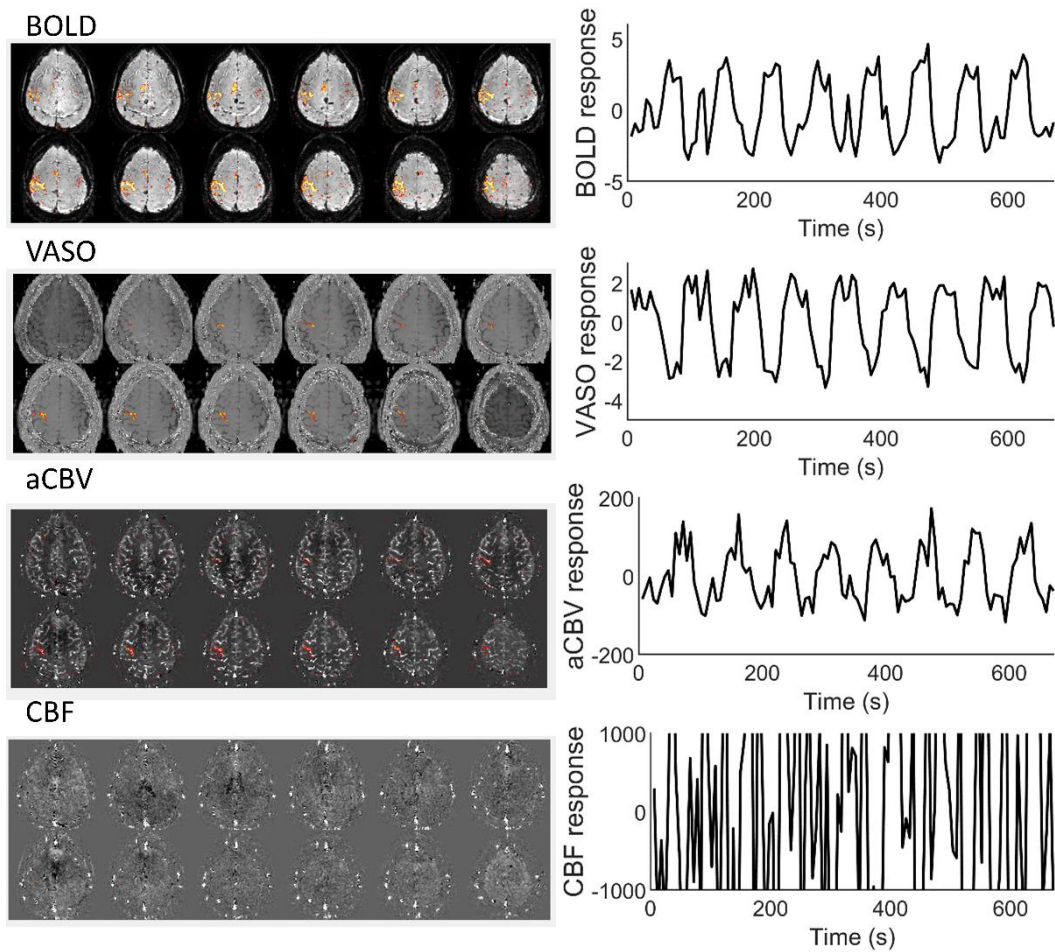 BOLD
5
0
-5
BOLD response
0
200
400
600
Time (s)
VASO
2
0
-2
-4
VASO response
0
200
400
600
Time (s)
aCBV
200
0
-200
aCBV response
0
200
400
600
Time (s)
CBF
1000
0
-1000
CBF response
0
200
400
600
Time (s)